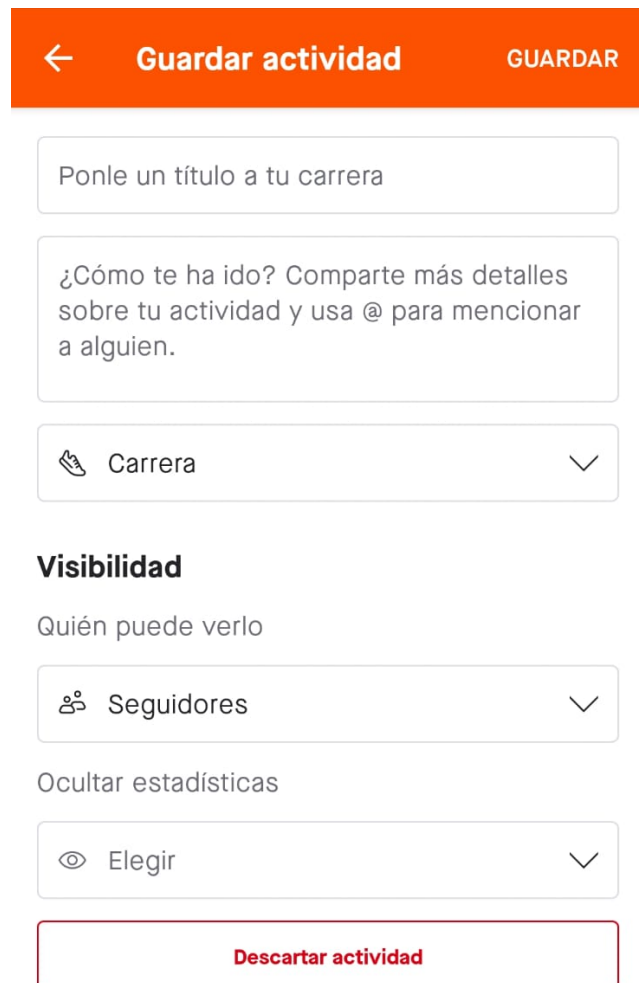 Guardar actividad GUARDAR
Ponle un título a tu carrera
¿Cómo te ha ido? Comparte más detalles
sobre tu actividad y usa @ para mencionar
a alguien.
Carrera
Visibilidad
Quién puede verlo
Seguidores
Ocultar estadísticas
Elegir
Descartar actividad